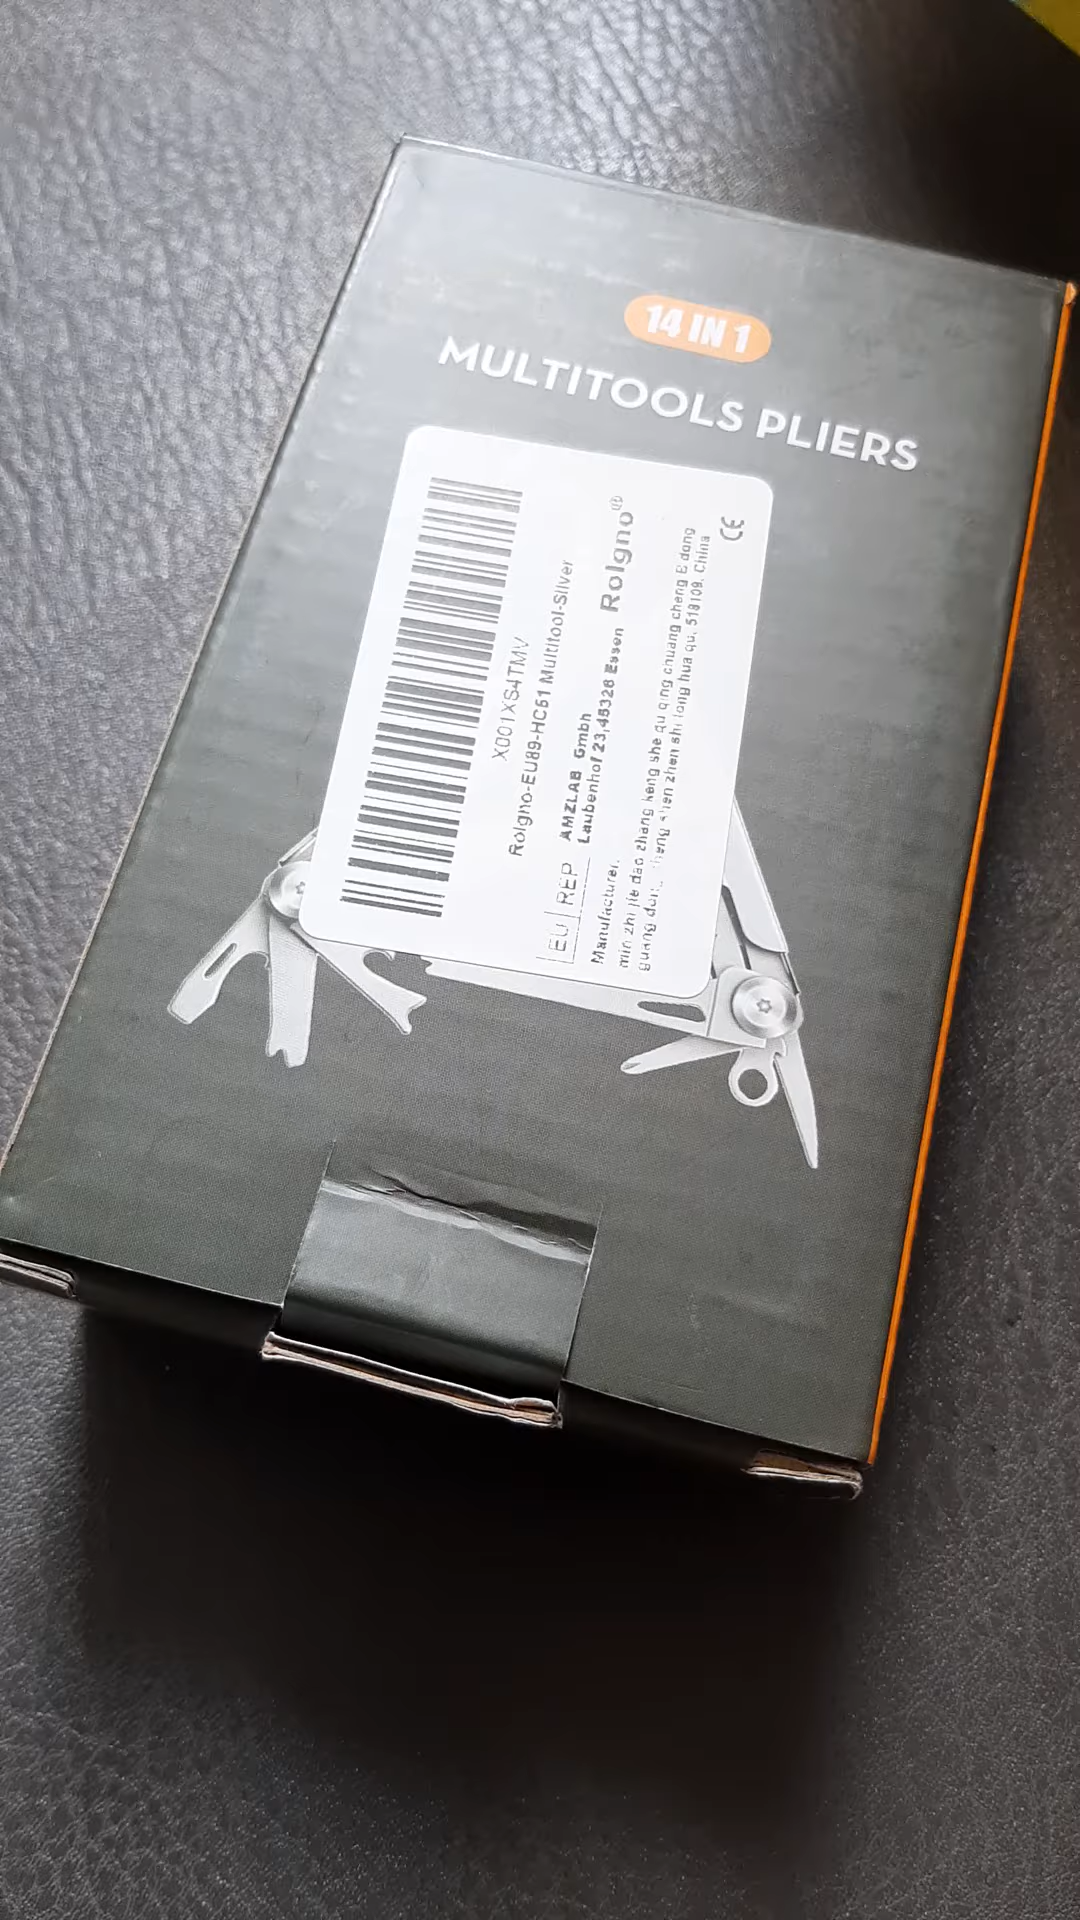 14 IN 1
MULTITOOLS PLIERS
X001XS4TMV
Rolgno-EU89-HC51 Multitool-Silver
EU REP AMZLAB Gmbh
Laubenhof 23,45326 Essen
Rolgno®
Manufacturer:
min zhi jie dao zhang keng she qu qing chuang cheng E dong
guang dong sheng shen zhen shi long hua qu, 518109, China
CE